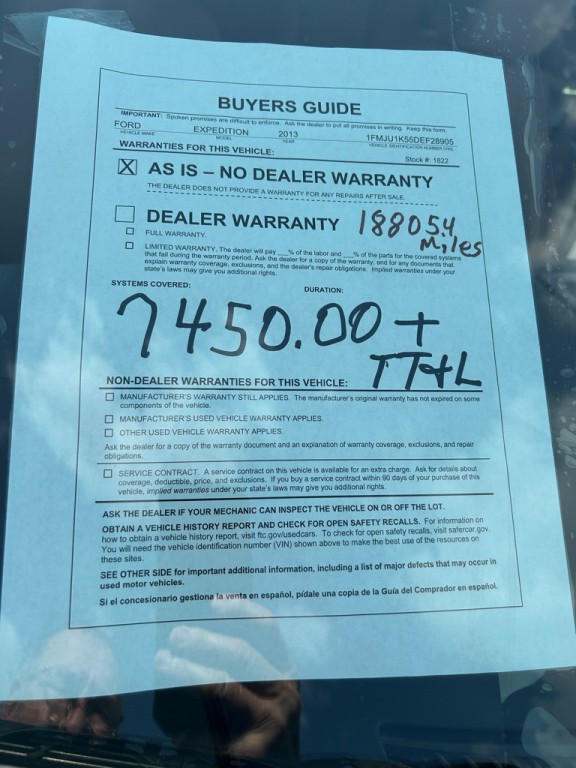 BUYERS GUIDE
IMPORTANT: Spoken promises are difficult to enforce. Ask the dealer to put all promises in writing. Keep this form.
FORD EXPEDITION 2013 1FMJU1K55DEF28905
VEHICLE MAKE MODEL YEAR VEHICLE IDENTIFICATION NUMBER (VIN)
WARRANTIES FOR THIS VEHICLE:
Stock #: 1822
X AS IS – NO DEALER WARRANTY
THE DEALER DOES NOT PROVIDE A WARRANTY FOR ANY REPAIRS AFTER SALE.
DEALER WARRANTY 188054
Miles
FULL WARRANTY.
LIMITED WARRANTY. The dealer will pay ___% of the labor and ___% of the parts for the covered systems
that fail during the warranty period. Ask the dealer for a copy of the warranty, and for any documents that
explain warranty coverage, exclusions, and the dealer's repair obligations. Implied warranties under your
state's laws may give you additional rights.
SYSTEMS COVERED: DURATION:
7450.00 +
TT+L
NON-DEALER WARRANTIES FOR THIS VEHICLE:
MANUFACTURER'S WARRANTY STILL APPLIES. The manufacturer's original warranty has not expired on some
components of the vehicle.
MANUFACTURER'S USED VEHICLE WARRANTY APPLIES.
OTHER USED VEHICLE WARRANTY APPLIES.
Ask the dealer for a copy of the warranty document and an explanation of warranty coverage, exclusions, and repair
obligations.
SERVICE CONTRACT. A service contract on this vehicle is available for an extra charge. Ask for details about
coverage, deductible, price, and exclusions. If you buy a service contract within 90 days of your purchase of this
vehicle, implied warranties under your state's laws may give you additional rights.
ASK THE DEALER IF YOUR MECHANIC CAN INSPECT THE VEHICLE ON OR OFF THE LOT.
OBTAIN A VEHICLE HISTORY REPORT AND CHECK FOR OPEN SAFETY RECALLS. For information on
how to obtain a vehicle history report, visit ftc.gov/usedcars. To check for open safety recalls, visit safercar.gov.
You will need the vehicle identification number (VIN) shown above to make the best use of the resources on
these sites.
SEE OTHER SIDE for important additional information, including a list of major defects that may occur in
used motor vehicles.
Si el concesionario gestiona la venta en español, pídale una copia de la Guía del Comprador en español.